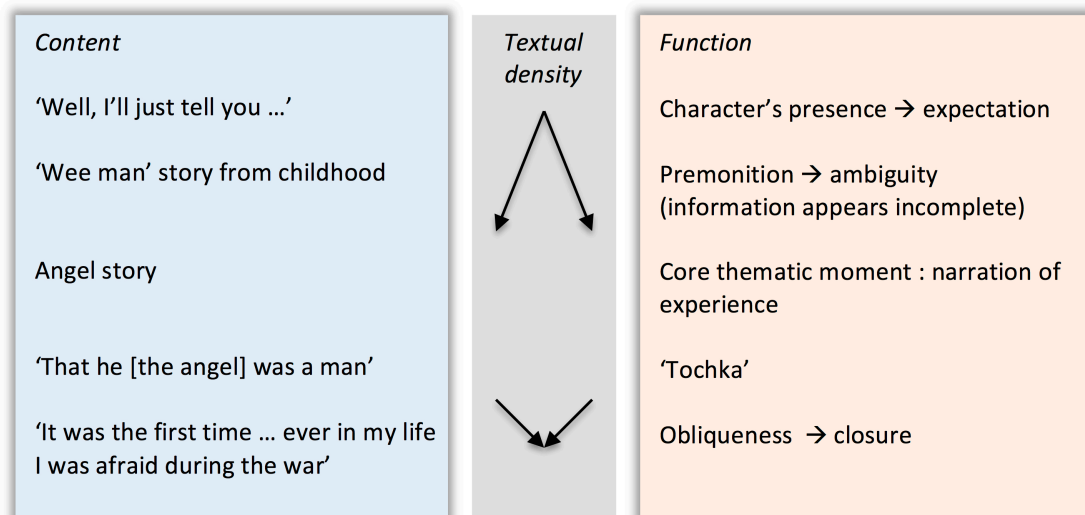 Content
‘Well, I’ll just tell you …’
‘Wee man’ story from childhood
Angel story
‘That he [the angel] was a man’
‘It was the first time … ever in my life
I was afraid during the war’
Textual
density
Function
Character’s presence → expectation
Premonition → ambiguity
(information appears incomplete)
Core thematic moment : narration of
experience
‘Tochka’
Obliqueness → closure